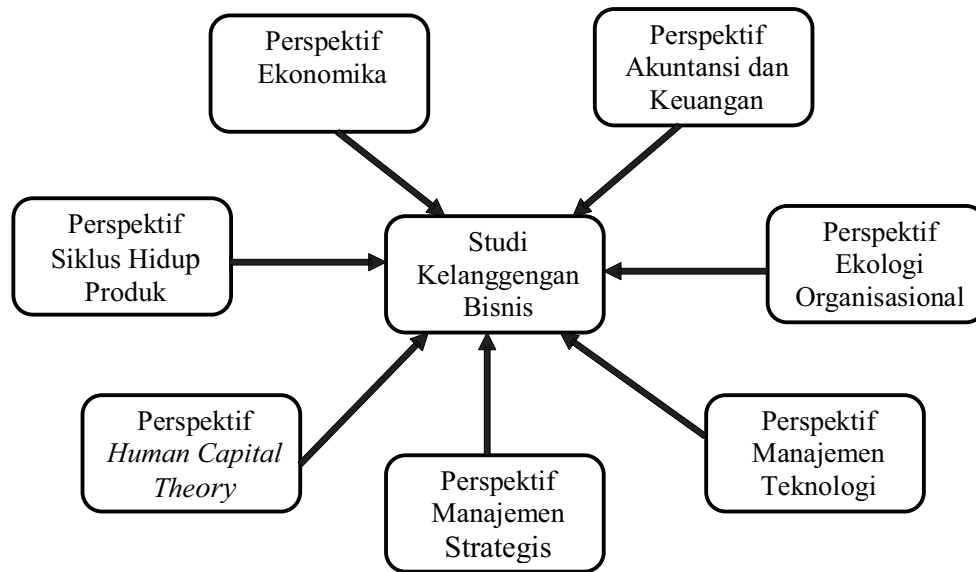 Perspektif
Ekonomika
Perspektif
Akuntansi dan
Keuangan
Perspektif
Siklus Hidup
Produk
Studi
Kelanggengan
Bisnis
Perspektif
Ekologi
Organisasional
Perspektif
Human Capital
Theory
Perspektif
Manajemen
Strategis
Perspektif
Manajemen
Teknologi